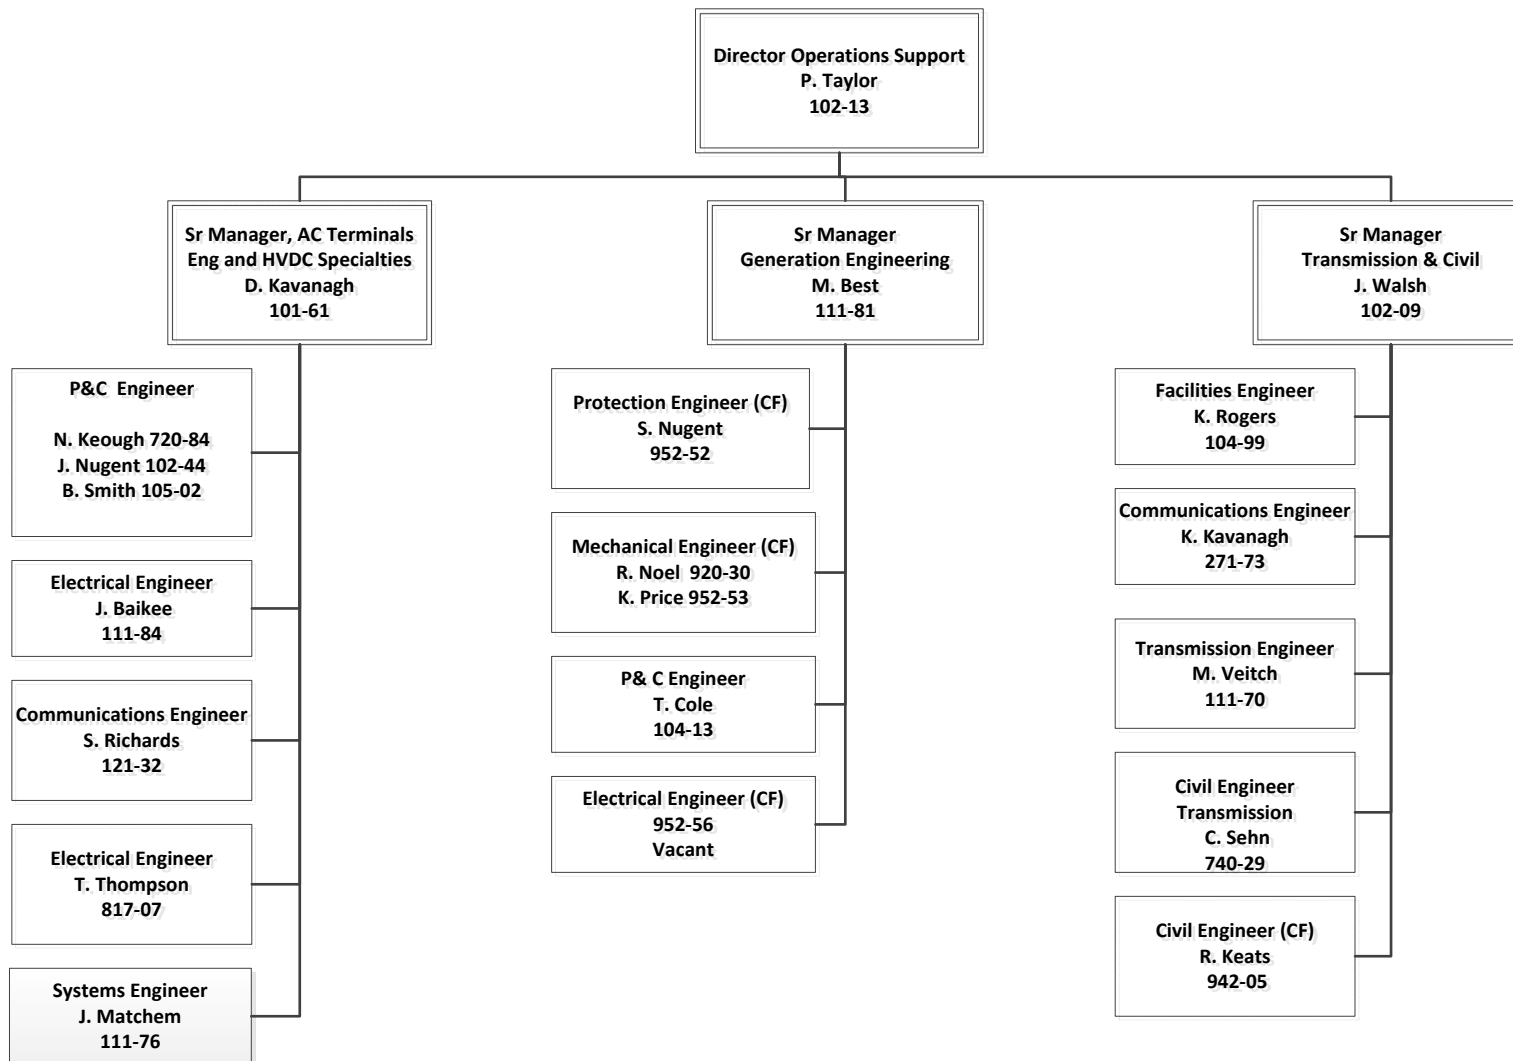 Director Operations Support
P. Taylor
102-13
Sr Manager, AC Terminals
Eng and HVDC Specialties
D. Kavanagh
101-61
Sr Manager
Generation Engineering
M. Best
111-81
Sr Manager
Transmission & Civil
J. Walsh
102-09
P&C  Engineer
N. Keough 720-84
J. Nugent 102-44
B. Smith 105-02
Electrical Engineer
J. Baikee
111-84
Communications Engineer
S. Richards
121-32
Electrical Engineer
T. Thompson
817-07
Systems Engineer
J. Matchem
111-76
Protection Engineer (CF)
S. Nugent
952-52
Mechanical Engineer (CF)
R. Noel  920-30
K. Price 952-53
P& C Engineer
T. Cole
104-13
Electrical Engineer (CF)
952-56
Vacant
Facilities Engineer
K. Rogers
104-99
Communications Engineer
K. Kavanagh
271-73
Transmission Engineer
M. Veitch
111-70
Civil Engineer
Transmission
C. Sehn
740-29
Civil Engineer (CF)
R. Keats
942-05